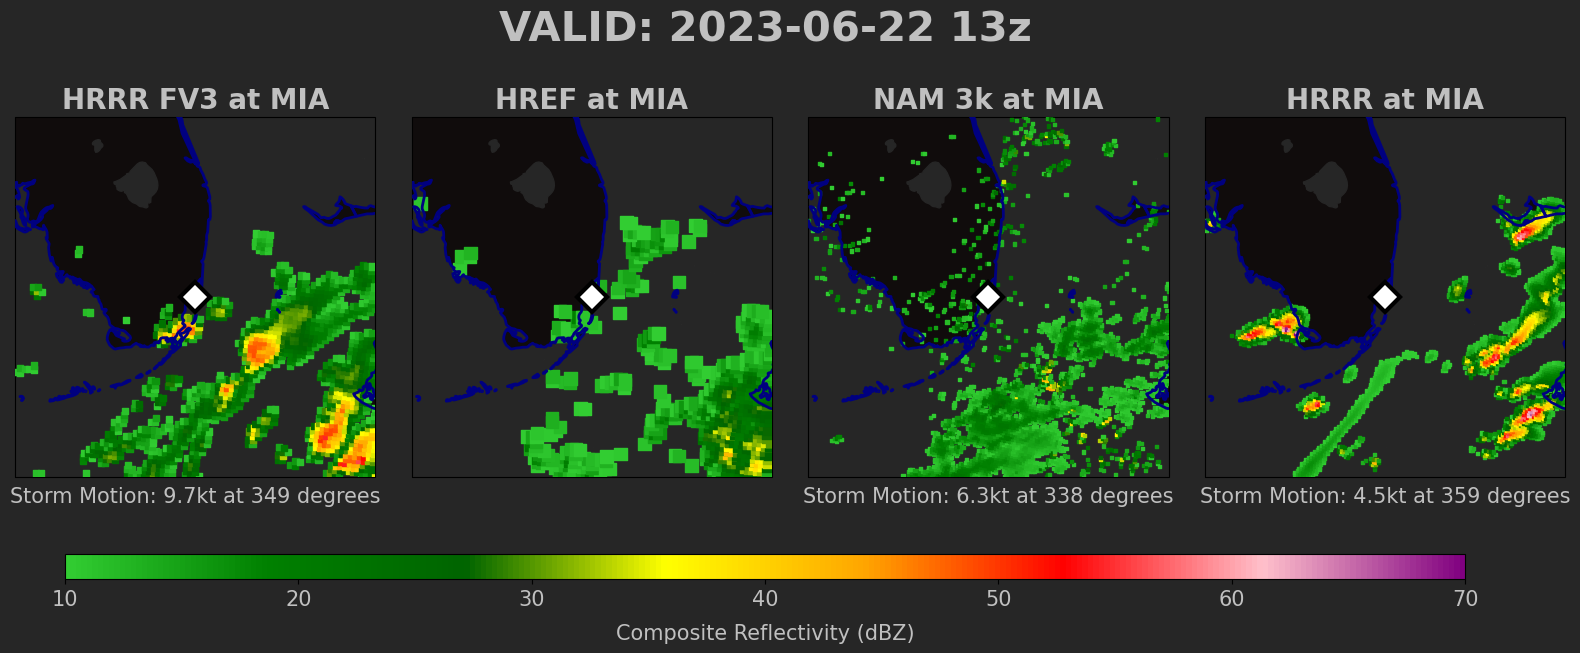 VALID: 2023-06-22 13z
HRRR FV3 at MIA
HREF at MIA
NAM 3k at MIA
HRRR at MIA
Storm Motion: 9.7kt at 349 degrees
Storm Motion: 6.3kt at 338 degrees
Storm Motion: 4.5kt at 359 degrees
10 20 30 40 50 60 70
Composite Reflectivity (dBZ)